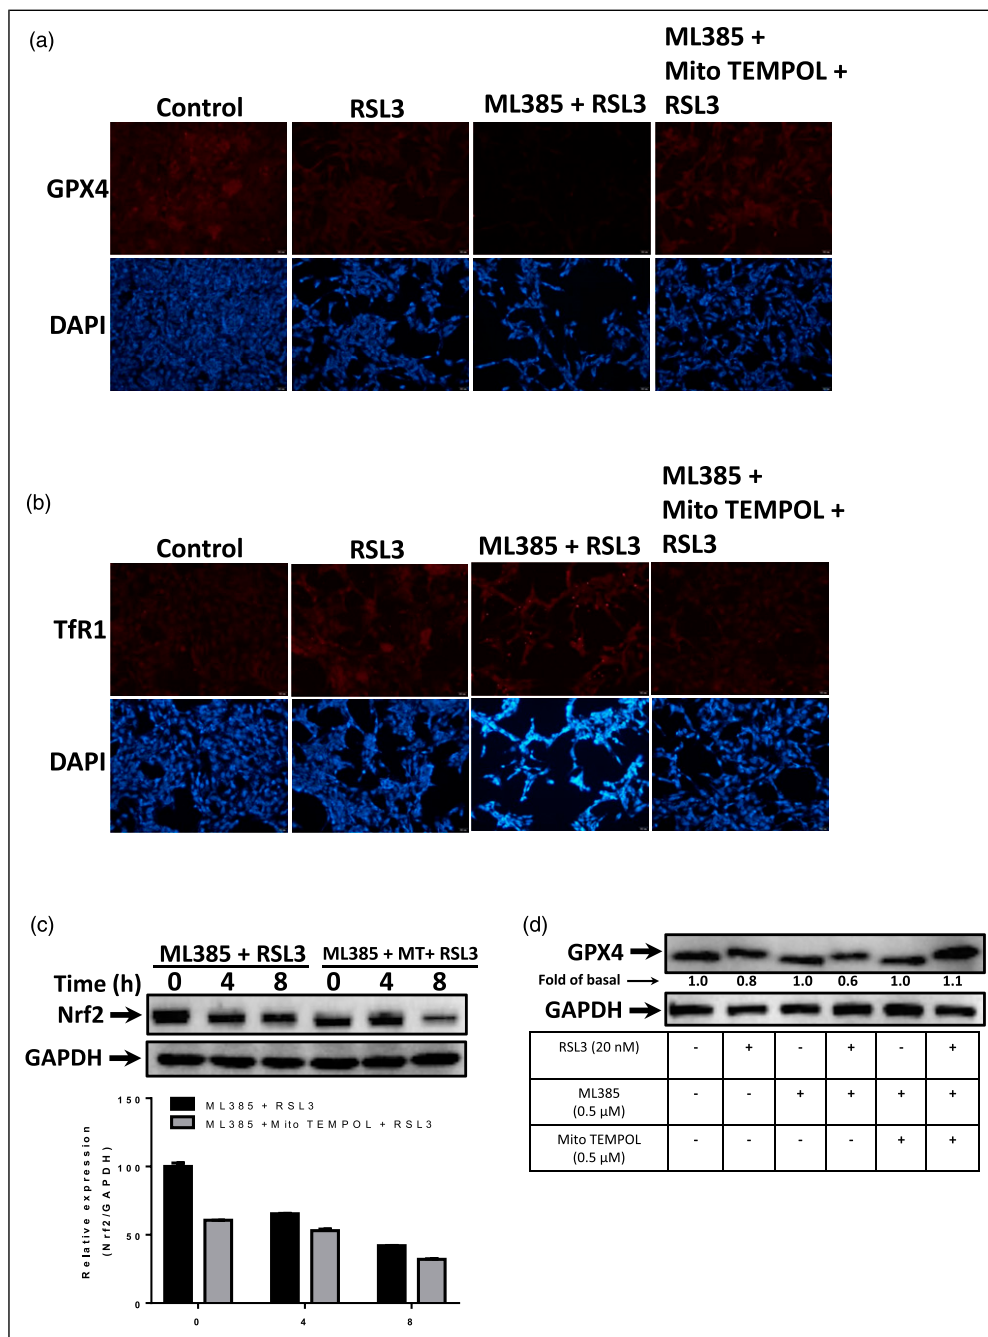 (a)
Control
RSL3
ML385 + RSL3
ML385 +
Mito TEMPOL +
RSL3
GPX4
DAPI
(b)
Control
RSL3
ML385 + RSL3
ML385 +
Mito TEMPOL +
RSL3
TfR1
DAPI
(c)
ML385 + RSL3
ML385 + MT+ RSL3
Time (h) 0 4 8 0 4 8
Nrf2
GAPDH
150
100
50
0
Relative expression
(Nrf2/GAPDH)
ML385 + RSL3
ML385 +Mito TEMPOL + RSL3
0 4 8
(d)
GPX4
Fold of basal 1.0 0.8 1.0 0.6 1.0 1.1
GAPDH
RSL3 (20 nM) - + - + - +
ML385 - - + + + +
(0.5 μM)
Mito TEMPOL - - - - + +
(0.5 μM)